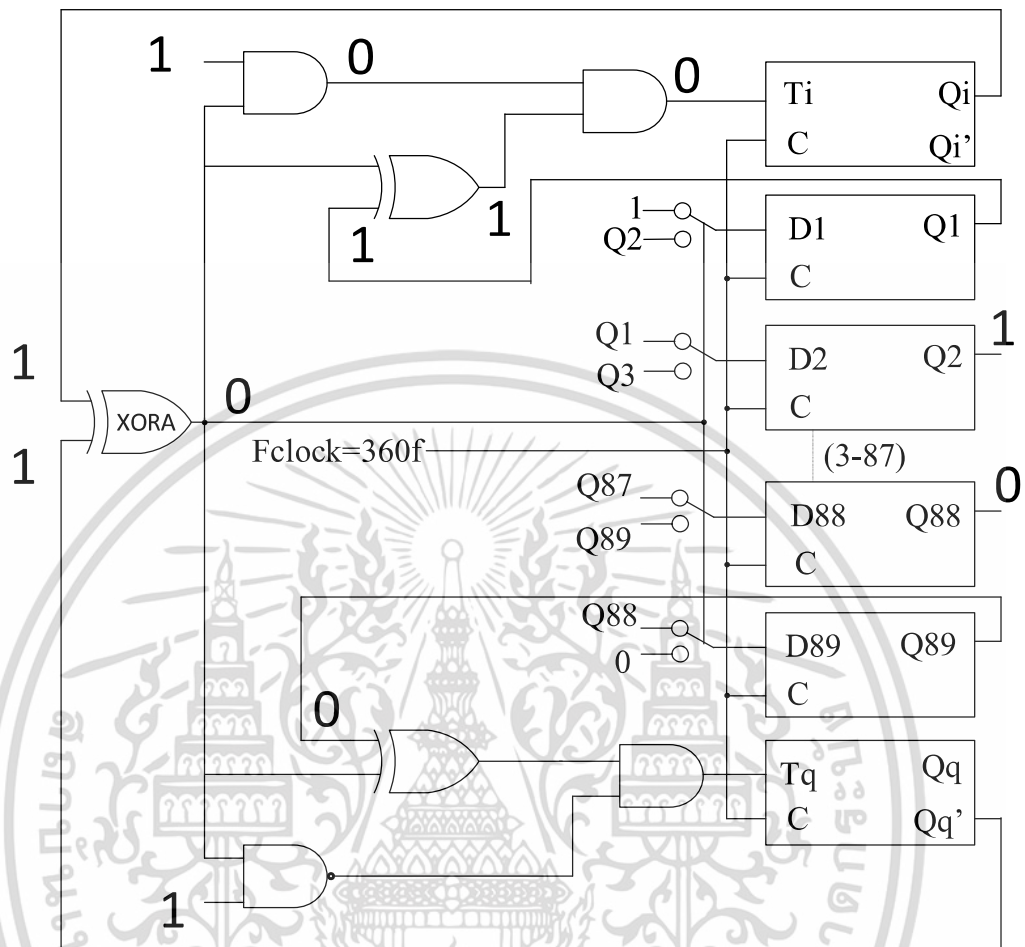 1
0
0
Ti
Qi
C
Qi'
1
1
1
Q2
D1
Q1
C
1
1
XORA
0
Q1
Q3
D2
Q2
C
1
Fclock=360f
(3-87)
Q87
Q89
D88
Q88
C
0
Q88
0
D89
Q89
C
0
Tq
Qq
C
Qq'
1